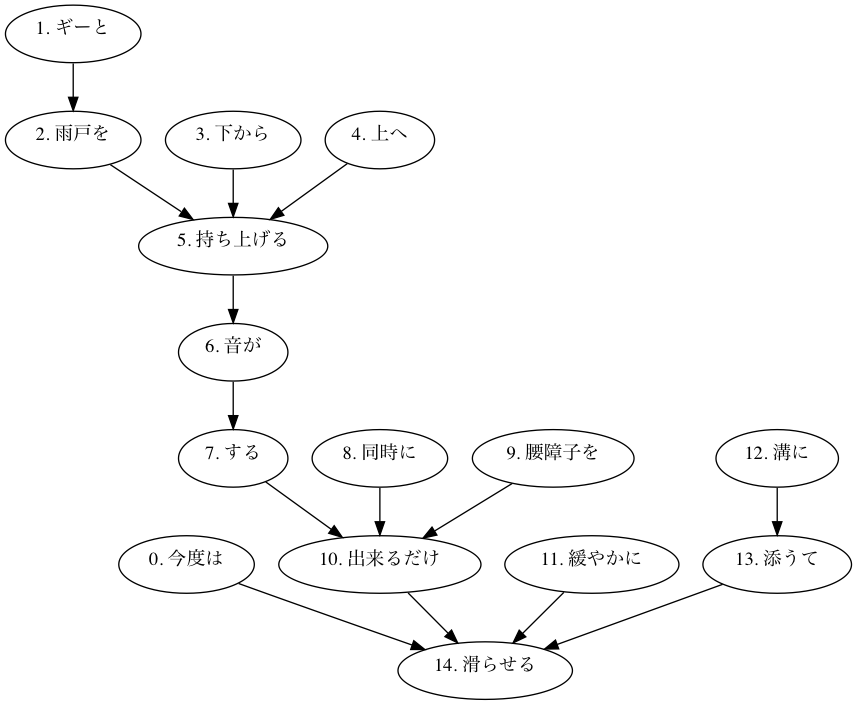 1. ギーと
2. 雨戸を
3. 下から
4. 上へ
5. 持ち上げる
6. 音が
7. する
8. 同時に
9. 腰障子を
12. 溝に
0. 今度は
10. 出来るだけ
11. 緩やかに
13. 添うて
14. 滑らせる